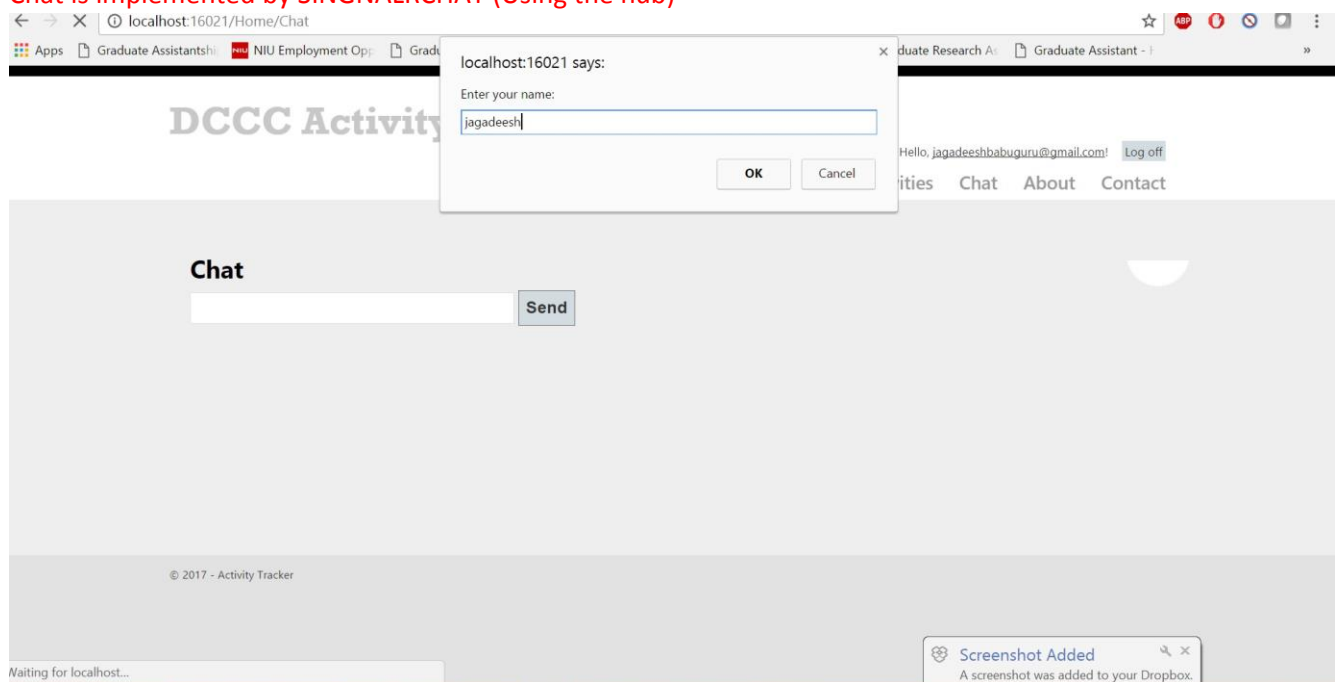 Chat is implemented by SINGNALRCHAT (Using the hub)
localhost:16021/Home/Chat
ABP
Apps Graduate Assistantshi NIU NIU Employment Opp Gradu duate Research As Graduate Assistant - H »
localhost:16021 says:
Enter your name:
jagadeesh
OK Cancel
DCCC Activity
Hello, jagadeeshbabuguru@gmail.com! Log off
ities Chat About Contact
Chat
Send
© 2017 - Activity Tracker
Screenshot Added
A screenshot was added to your Dropbox.
Waiting for localhost...